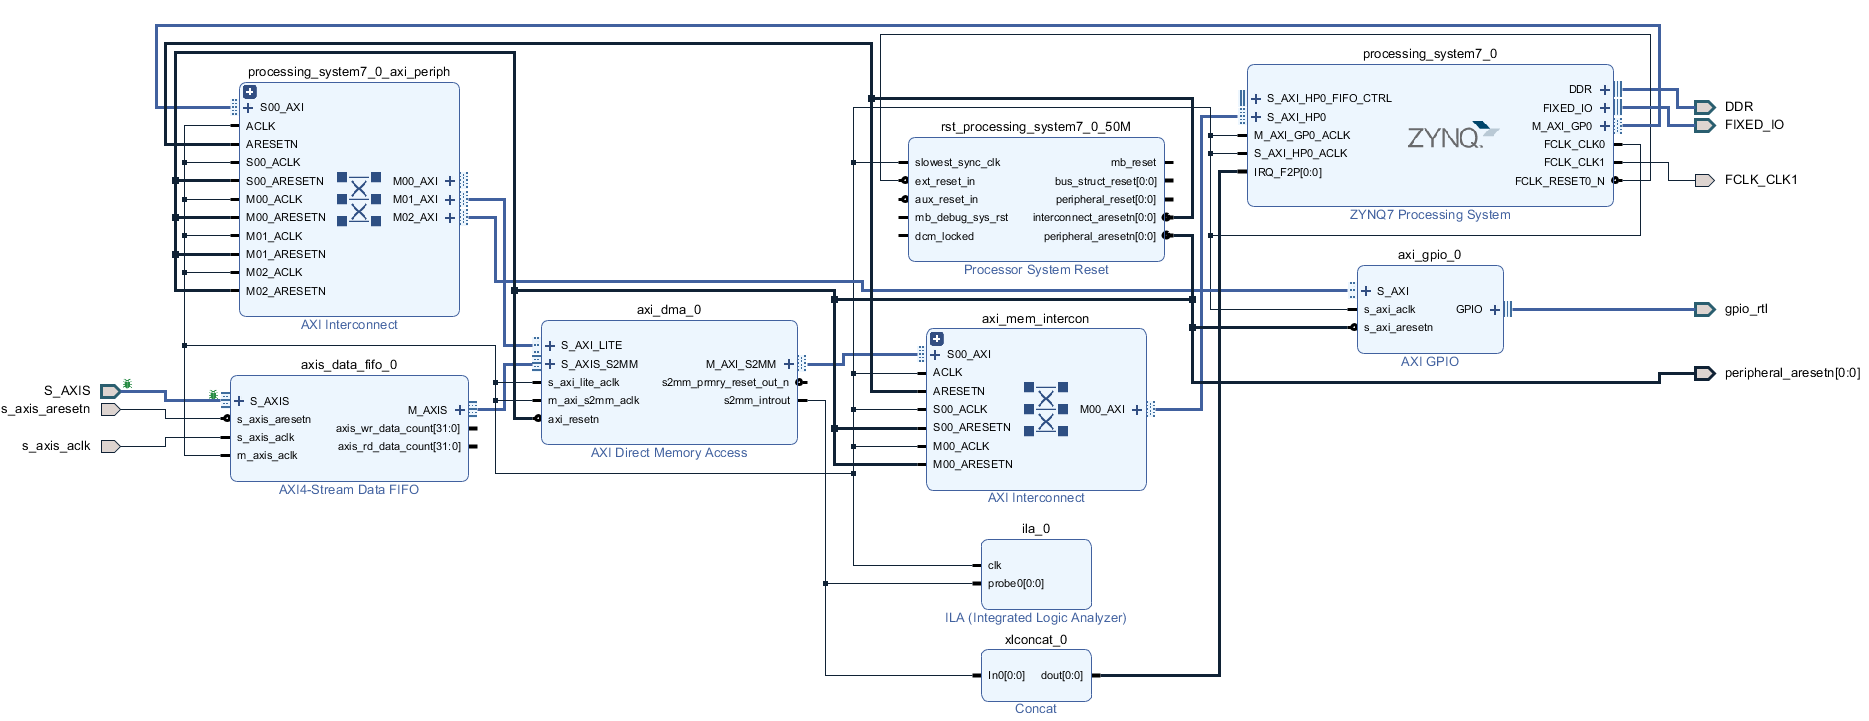 processing_system7_0_axi_periph
S00_AXI
ACLK
ARESETN
S00_ACLK
S00_ARESETN
M00_ACLK
M00_ARESETN
M01_ACLK
M01_ARESETN
M02_ACLK
M02_ARESETN
M00_AXI
M01_AXI
M02_AXI
AXI Interconnect
axis_data_fifo_0
S_AXIS
s_axis_aresetn
s_axis_aclk
S_AXIS
s_axis_aresetn
s_axis_aclk
m_axis_aclk
M_AXIS
axis_wr_data_count[31:0]
axis_rd_data_count[31:0]
AXI4-Stream Data FIFO
axi_dma_0
S_AXI_LITE
S_AXIS_S2MM
s_axi_lite_aclk
m_axi_s2mm_aclk
axi_resetn
M_AXI_S2MM
s2mm_prmry_reset_out_n
s2mm_introut
AXI Direct Memory Access
rst_processing_system7_0_50M
slowest_sync_clk
ext_reset_in
aux_reset_in
mb_debug_sys_rst
dcm_locked
mb_reset
bus_struct_reset[0:0]
peripheral_reset[0:0]
interconnect_aresetn[0:0]
peripheral_aresetn[0:0]
Processor System Reset
axi_mem_intercon
S00_AXI
ACLK
ARESETN
S00_ACLK
S00_ARESETN
M00_ACLK
M00_ARESETN
M00_AXI
AXI Interconnect
ila_0
clk
probe0[0:0]
ILA (Integrated Logic Analyzer)
xlconcat_0
In0[0:0]
dout[0:0]
Concat
processing_system7_0
S_AXI_HP0_FIFO_CTRL
S_AXI_HP0
M_AXI_GP0_ACLK
S_AXI_HP0_ACLK
IRQ_F2P[0:0]
ZYNQ
DDR
FIXED_IO
M_AXI_GP0
FCLK_CLK0
FCLK_CLK1
FCLK_RESET0_N
ZYNQ7 Processing System
axi_gpio_0
S_AXI
s_axi_aclk
s_axi_aresetn
GPIO
AXI GPIO
DDR
FIXED_IO
FCLK_CLK1
gpio_rtl
peripheral_aresetn[0:0]